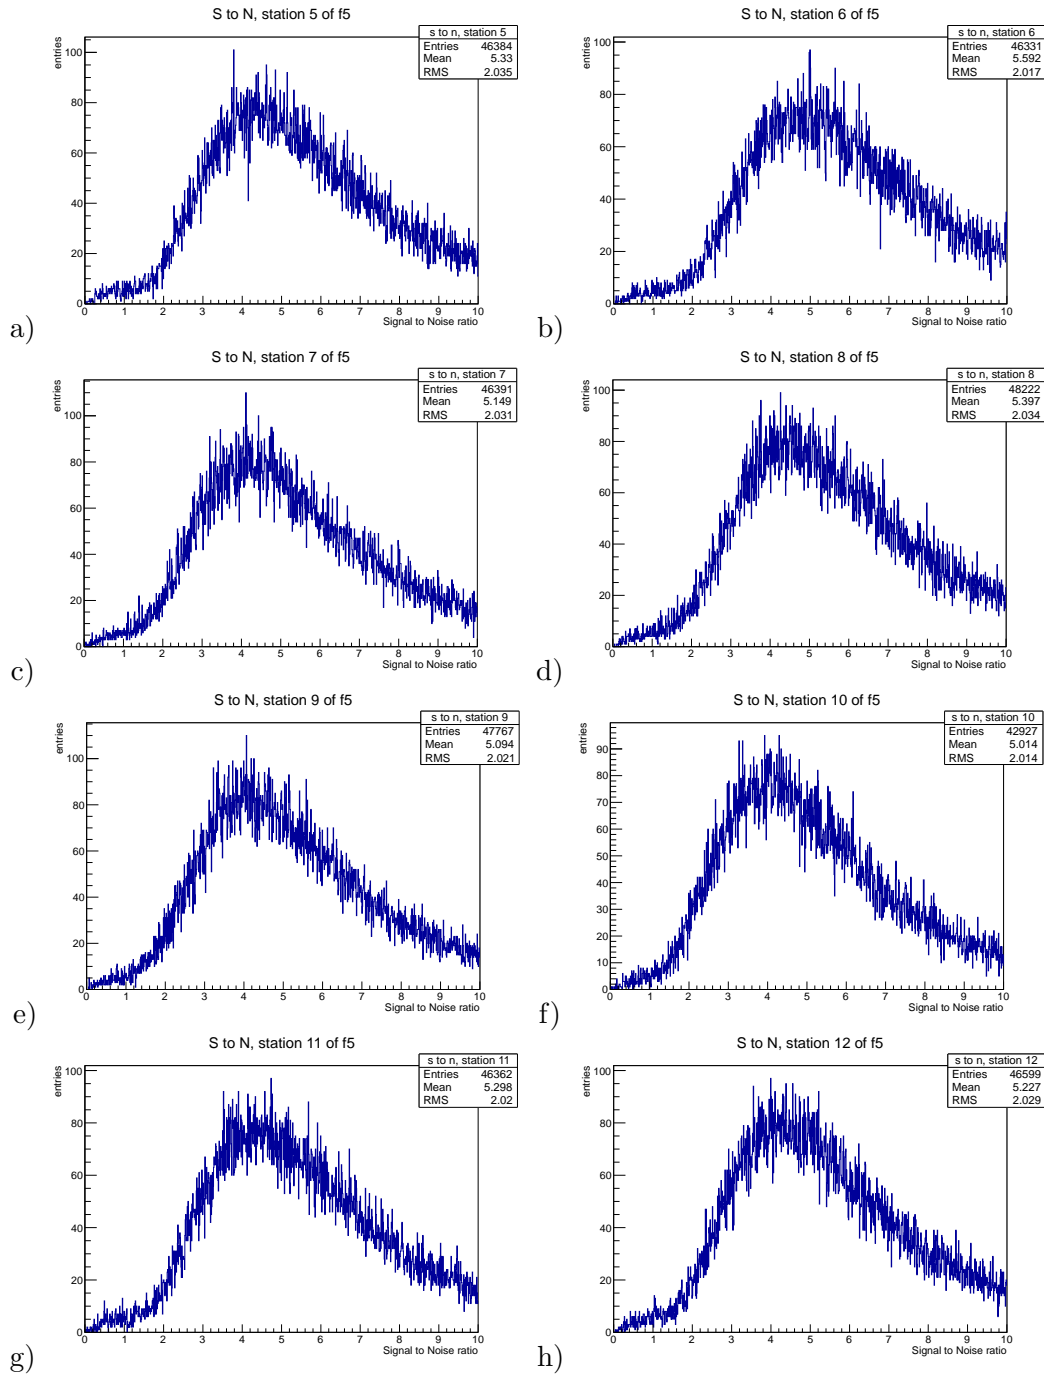 S to N, station 5 of f5
entries
s to n, station 5
Entries 46384
Mean 5.33
RMS 2.035
100
80
60
40
20
0
0 1 2 3 4 5 6 7 8 9 10
Signal to Noise ratio
a)
S to N, station 6 of f5
entries
s to n, station 6
Entries 46331
Mean 5.592
RMS 2.017
100
80
60
40
20
0
0 1 2 3 4 5 6 7 8 9 10
Signal to Noise ratio
b)
S to N, station 7 of f5
entries
s to n, station 7
Entries 46391
Mean 5.149
RMS 2.031
100
80
60
40
20
0
0 1 2 3 4 5 6 7 8 9 10
Signal to Noise ratio
c)
S to N, station 8 of f5
entries
s to n, station 8
Entries 48222
Mean 5.397
RMS 2.034
100
80
60
40
20
0
0 1 2 3 4 5 6 7 8 9 10
Signal to Noise ratio
d)
S to N, station 9 of f5
entries
s to n, station 9
Entries 47767
Mean 5.094
RMS 2.021
100
80
60
40
20
0
0 1 2 3 4 5 6 7 8 9 10
Signal to Noise ratio
e)
S to N, station 10 of f5
entries
s to n, station 10
Entries 42927
Mean 5.014
RMS 2.014
90
80
70
60
50
40
30
20
10
0
0 1 2 3 4 5 6 7 8 9 10
Signal to Noise ratio
f)
S to N, station 11 of f5
entries
s to n, station 11
Entries 46362
Mean 5.298
RMS 2.02
100
80
60
40
20
0
0 1 2 3 4 5 6 7 8 9 10
Signal to Noise ratio
g)
S to N, station 12 of f5
entries
s to n, station 12
Entries 46599
Mean 5.227
RMS 2.029
100
80
60
40
20
0
0 1 2 3 4 5 6 7 8 9 10
Signal to Noise ratio
h)